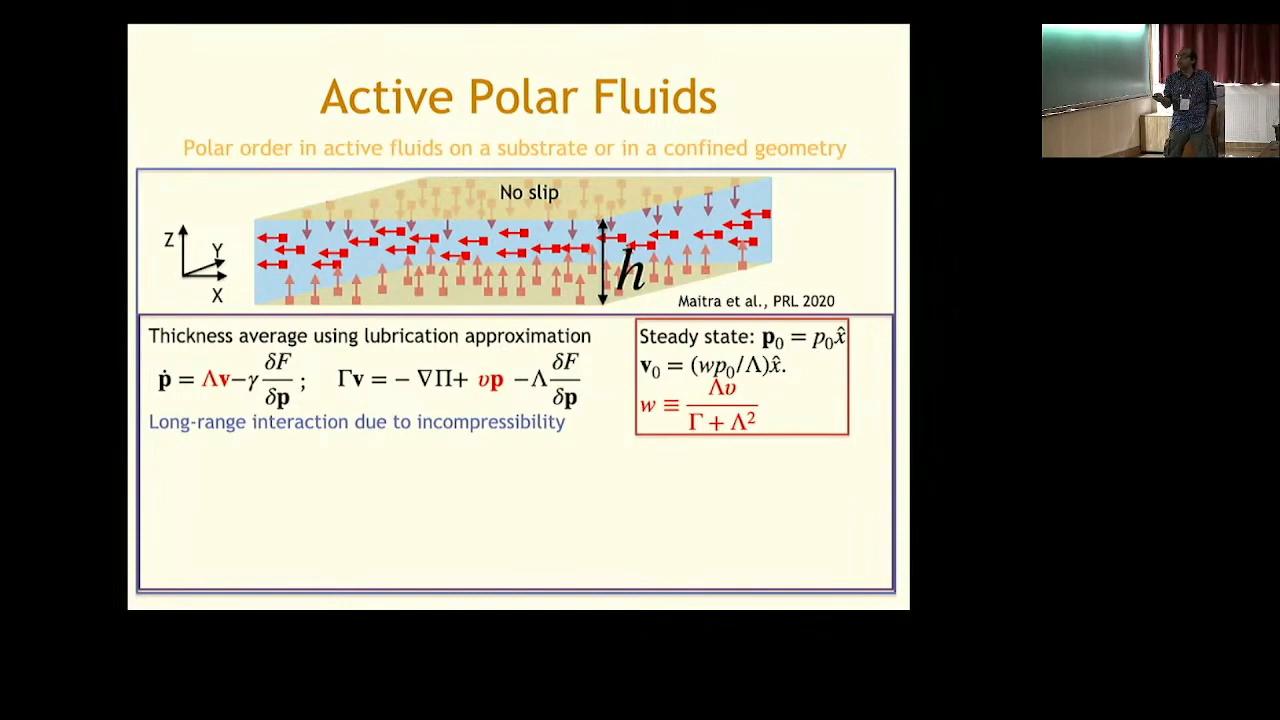 Active Polar Fluids
Polar order in active fluids on a substrate or in a confined geometry
No slip
Z
Y
X
h
Maitra et al., PRL 2020
Thickness average using lubrication approximation
ṗ = Λv−γ δF/δp ; Γv = − ∇Π+ υp −Λ δF/δp
Long-range interaction due to incompressibility
Steady state: p₀ = p₀x̂
v₀ = (wp₀/Λ)x̂.
w ≡ Λυ/(Γ + Λ²)